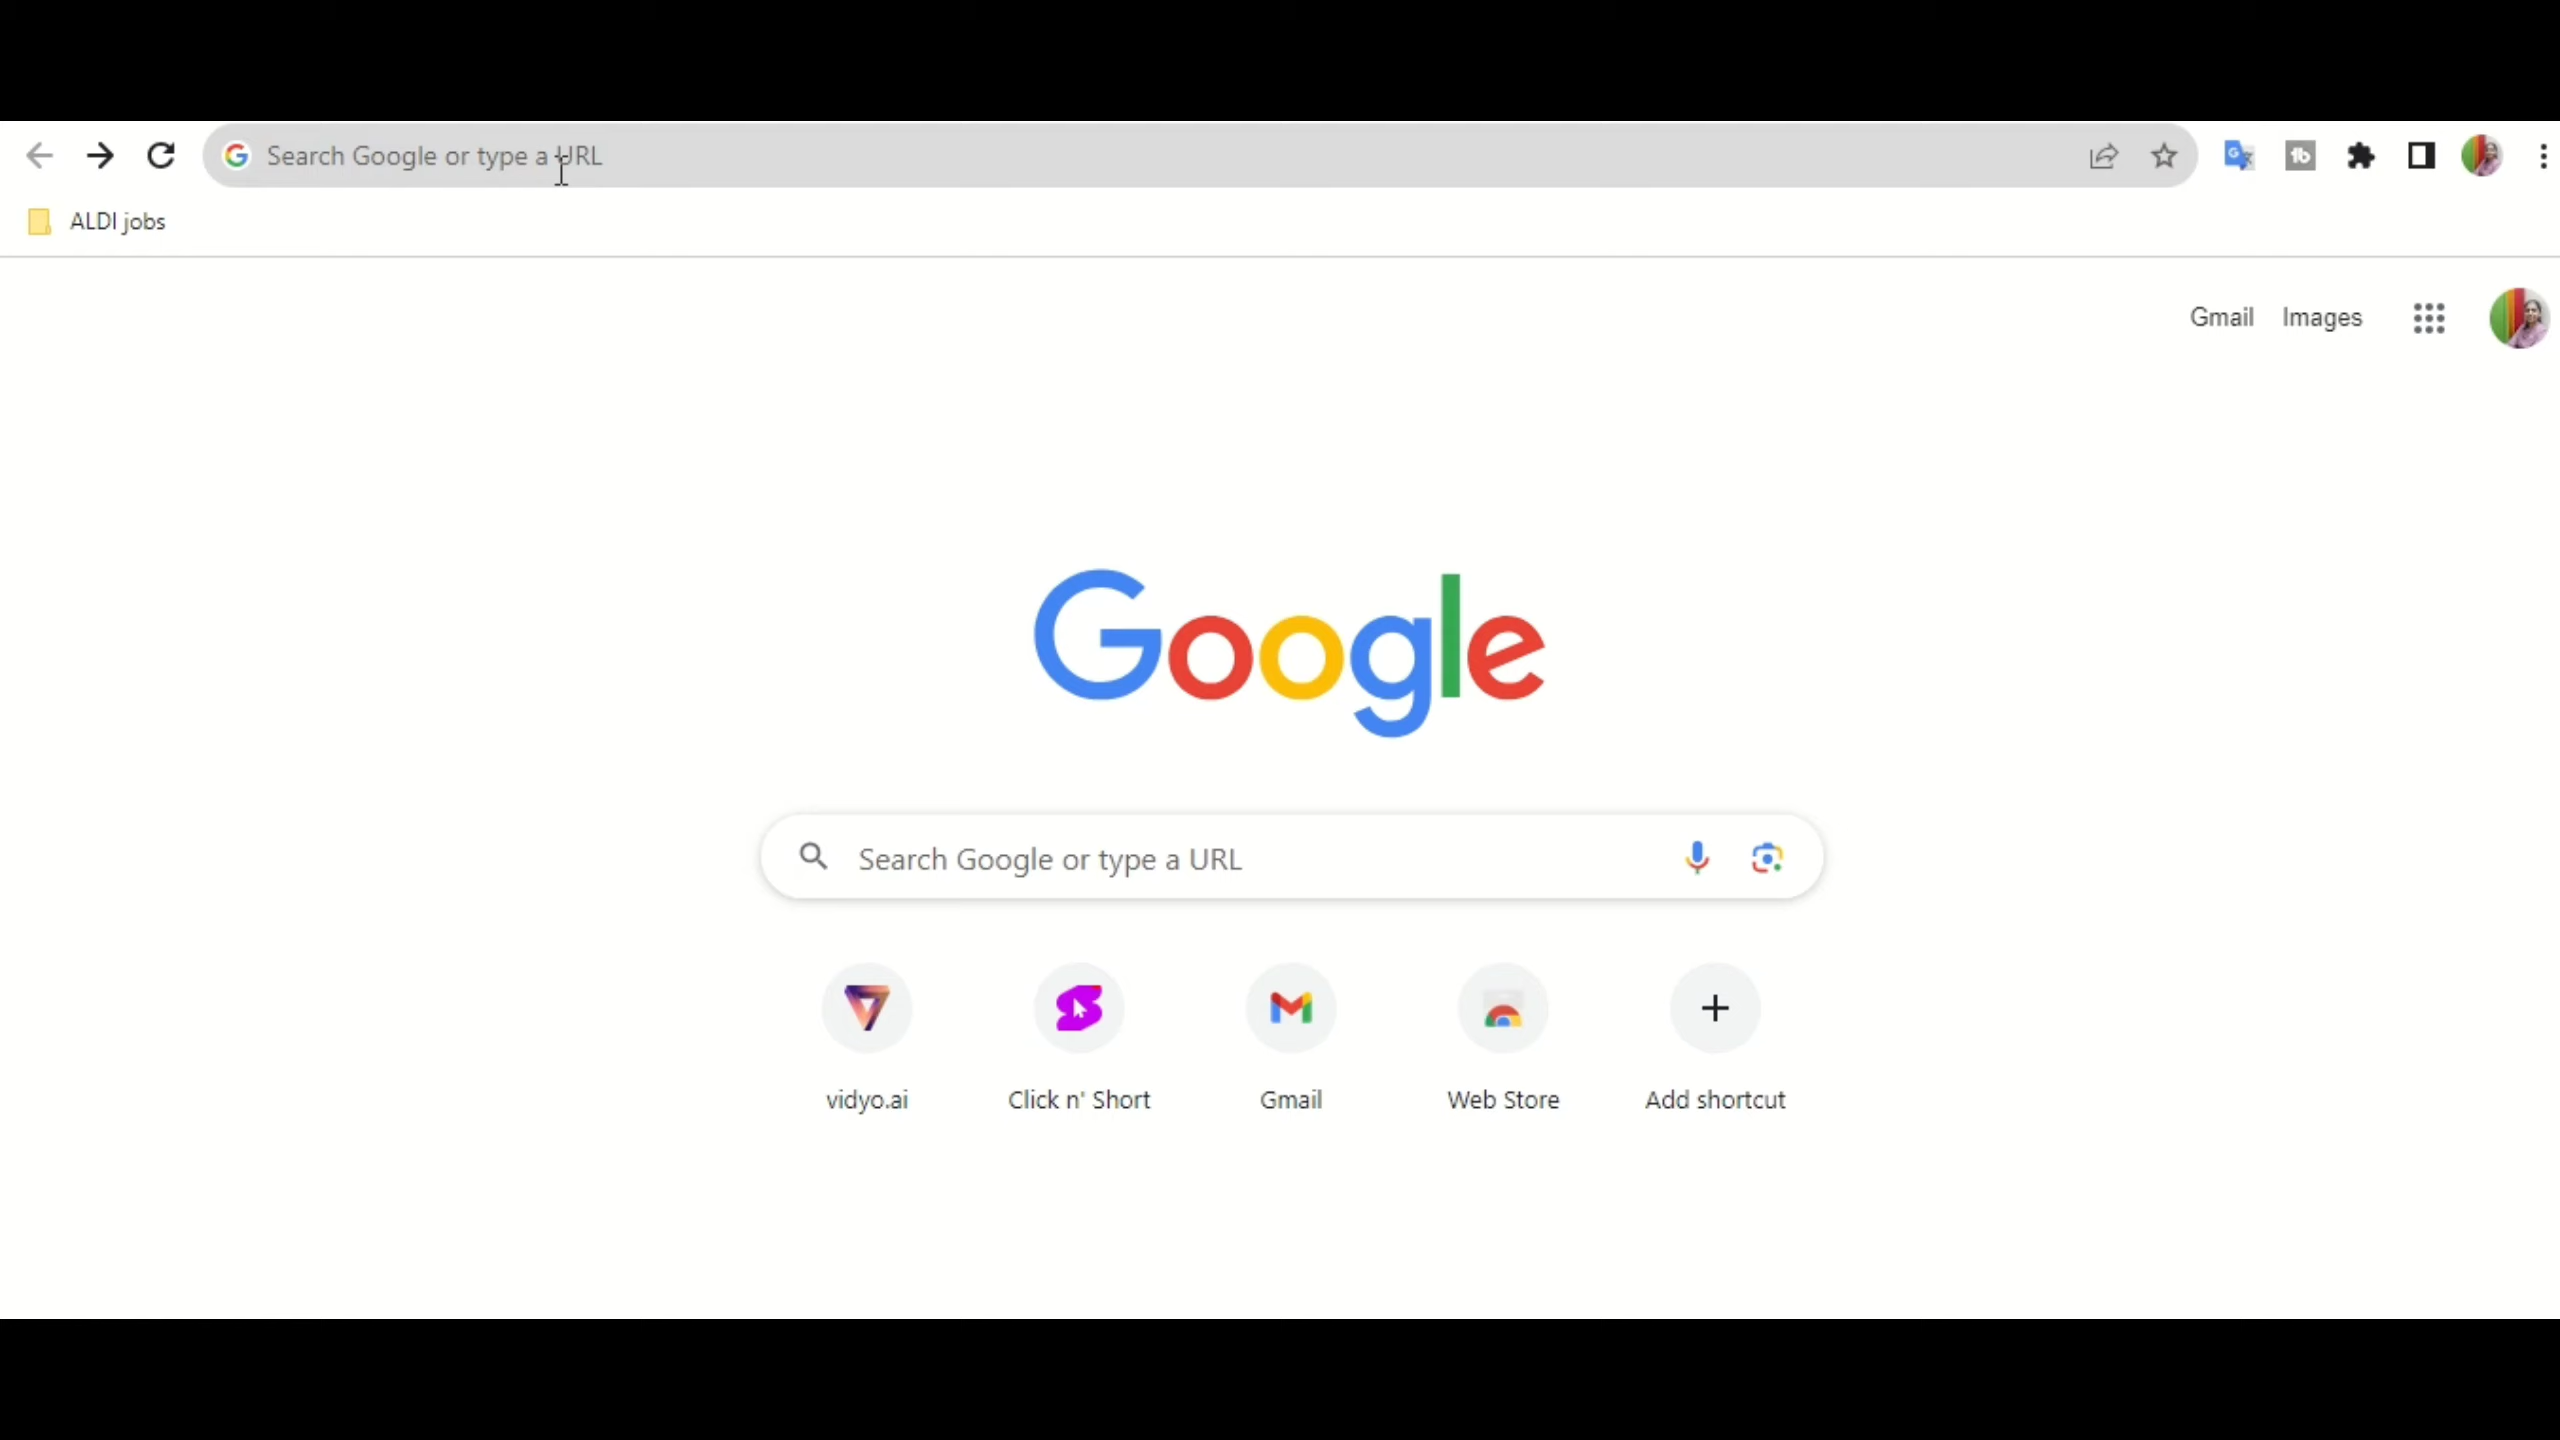 Search Google or type a URL
ALDI jobs
Gmail Images
Google
Search Google or type a URL
vidyo.ai Click n' Short Gmail Web Store Add shortcut